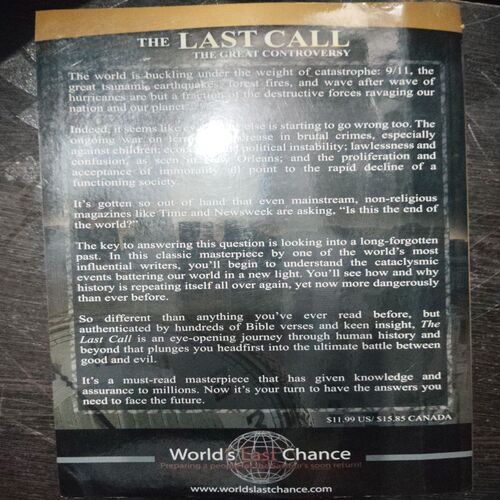 THE LAST CALL
THE GREAT CONTROVERSY
The world is buckling under the weight of catastrophe: 9/11, the
great tsunami, earthquakes, forest fires, and wave after wave of
hurricanes are but a fraction of the destructive forces ravaging our
nation and our planet.
Indeed, it seems like else is starting to go wrong too. The
ongoing war on increase in brutal crimes, especially
against children; political instability; lawlessness and
confusion, as seen in Orleans; and the proliferation and
acceptance of immorality all point to the rapid decline of a
functioning society.
It's gotten so out of hand that even mainstream, non-religious
magazines like Time and Newsweek are asking, "Is this the end of
the world?"
The key to answering this question is looking into a long-forgotten
past. In this classic masterpiece by one of the world's most
influential writers, you'll begin to understand the cataclysmic
events battering our world in a new light. You'll see how and why
history is repeating itself all over again, yet now more dangerously
than ever before.
So different than anything you've ever read before, but
authenticated by hundreds of Bible verses and keen insight, The
Last Call is an eye-opening journey through human history and
beyond that plunges you headfirst into the ultimate battle between
good and evil.
It's a must-read masterpiece that has given knowledge and
assurance to millions. Now it's your turn to have the answers you
need to face the future.
$11.99 US/ $15.85 CANADA
World's Last Chance
Preparing a people for the Saviour's soon return!
www.worldslastchance.com